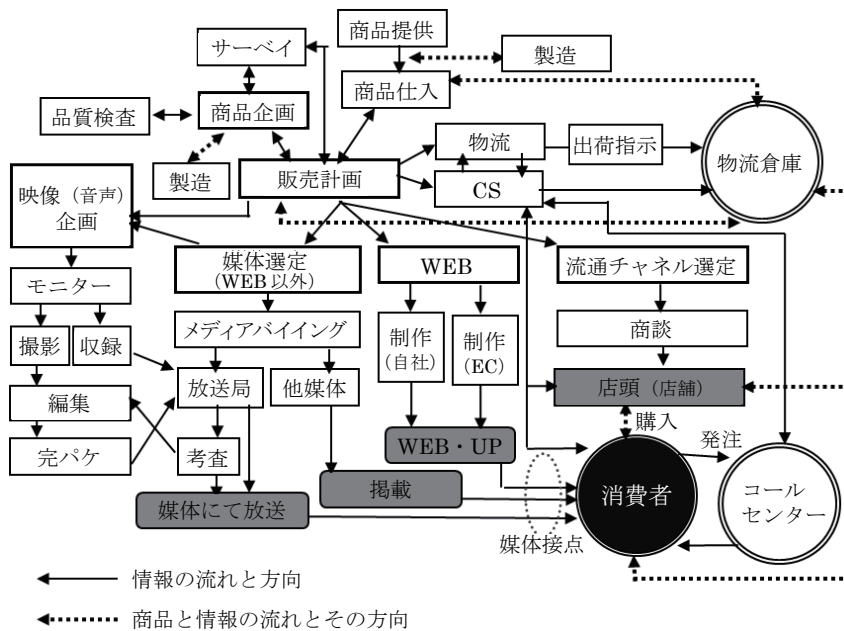 商品提供
サーベイ
製造
商品仕入
品質検査
商品企画
物流
出荷指示
物流倉庫
製造
販売計画
CS
映像（音声）
企画
媒体選定
（WEB 以外）
WEB
流通チャネル選定
モニター
メディアバイイング
制作
（自社）
制作
（EC）
商談
撮影
収録
放送局
他媒体
店頭（店舗）
編集
購入
発注
完パケ
考査
WEB・UP
掲載
消費者
コール
センター
媒体にて放送
媒体接点
情報の流れと方向
商品と情報の流れとその方向